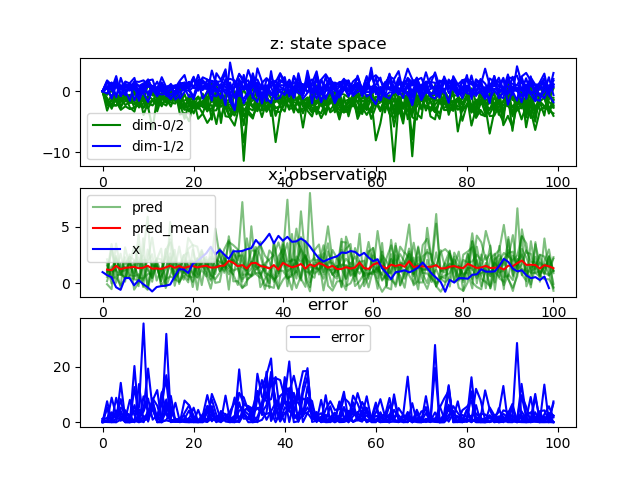 z: state space
0
−10
dim-0/2
dim-1/2
0 20 40 60 80 100
x: observation
5
0
pred
pred_mean
x
0 20 40 60 80 100
error
20
0
error
0 20 40 60 80 100